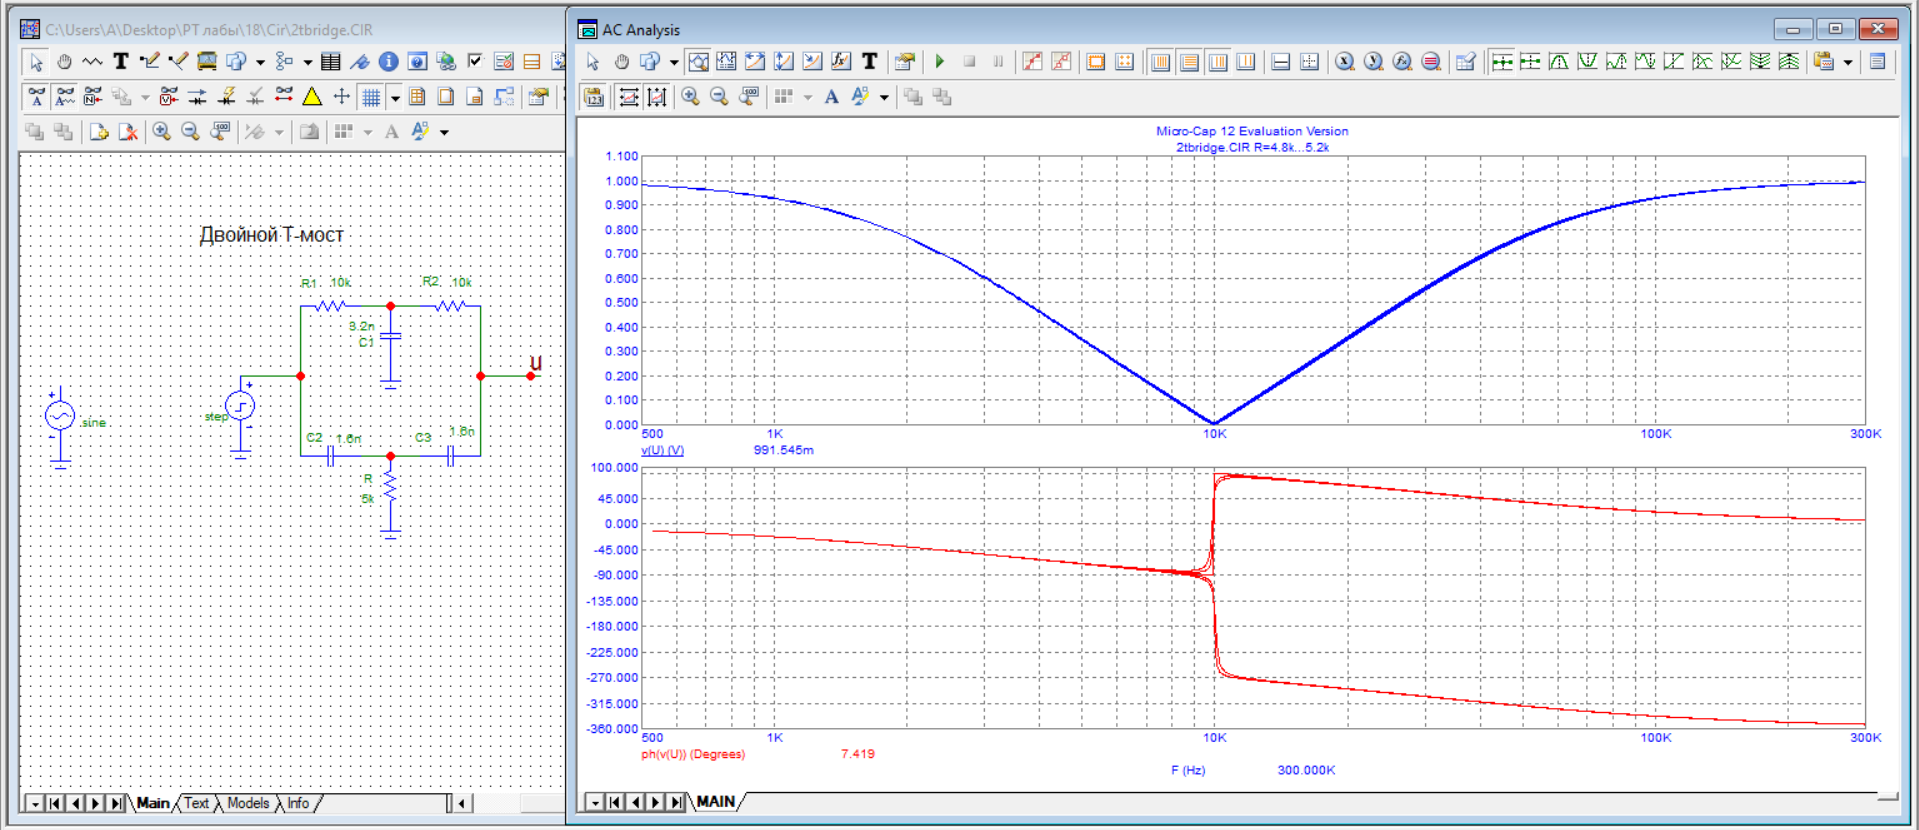 C:\Users\A\Desktop\РТ лабы\18\Cir\2tbridge.CIR
Двойной Т-мост
R1 10k
R2 10k
3.2n
C1
U
step
sine
C2 1.6n
C3 1.6n
R
5k
Main Text Models Info
AC Analysis
Micro-Cap 12 Evaluation Version
2tbridge.CIR R=4.8k...5.2k
1.100
1.000
0.900
0.800
0.700
0.600
0.500
0.400
0.300
0.200
0.100
0.000
500 1K 10K 100K 300K
v(U) (V) 991.545m
100.000
45.000
0.000
-45.000
-90.000
-135.000
-180.000
-225.000
-270.000
-315.000
-360.000
500 1K 10K 100K 300K
ph(v(U)) (Degrees) 7.419
F (Hz) 300.000K
MAIN